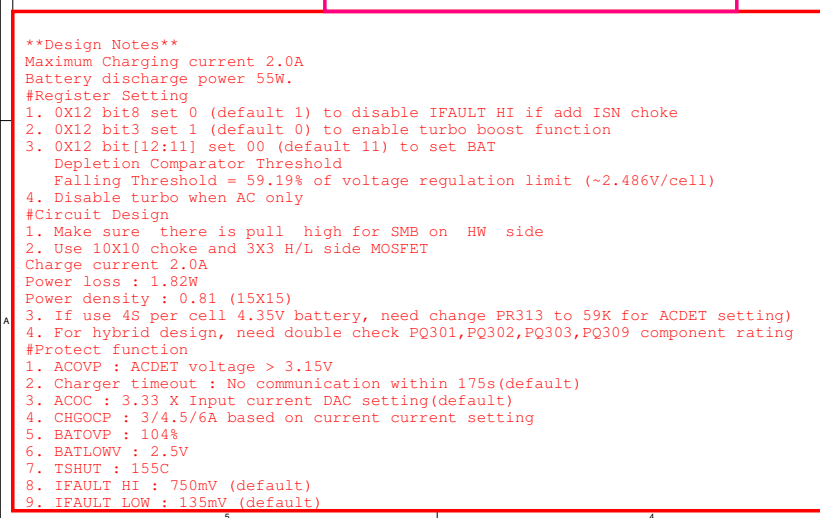 **Design Notes**
Maximum Charging current 2.0A
Battery discharge power 55W.
#Register Setting
1. 0X12 bit8 set 0 (default 1) to disable IFAULT HI if add ISN choke
2. 0X12 bit3 set 1 (default 0) to enable turbo boost function
3. 0X12 bit[12:11] set 00 (default 11) to set BAT
Depletion Comparator Threshold
Falling Threshold = 59.19% of voltage regulation limit (~2.486V/cell)
4. Disable turbo when AC only
#Circuit Design
1. Make sure  there is pull  high for SMB on  HW  side
2. Use 10X10 choke and 3X3 H/L side MOSFET
Charge current 2.0A
Power loss : 1.82W
Power density : 0.81 (15X15)
3. If use 4S per cell 4.35V battery, need change PR313 to 59K for ACDET setting)
A
4. For hybrid design, need double check PQ301,PQ302,PQ303,PQ309 component rating
#Protect function
1. ACOVP : ACDET voltage > 3.15V
2. Charger timeout : No communication within 175s(default)
3. ACOC : 3.33 X Input current DAC setting(default)
4. CHGOCP : 3/4.5/6A based on current current setting
5. BATOVP : 104%
6. BATLOWV : 2.5V
7. TSHUT : 155C
8. IFAULT HI : 750mV (default)
9. IFAULT LOW : 135mV (default)
5 4